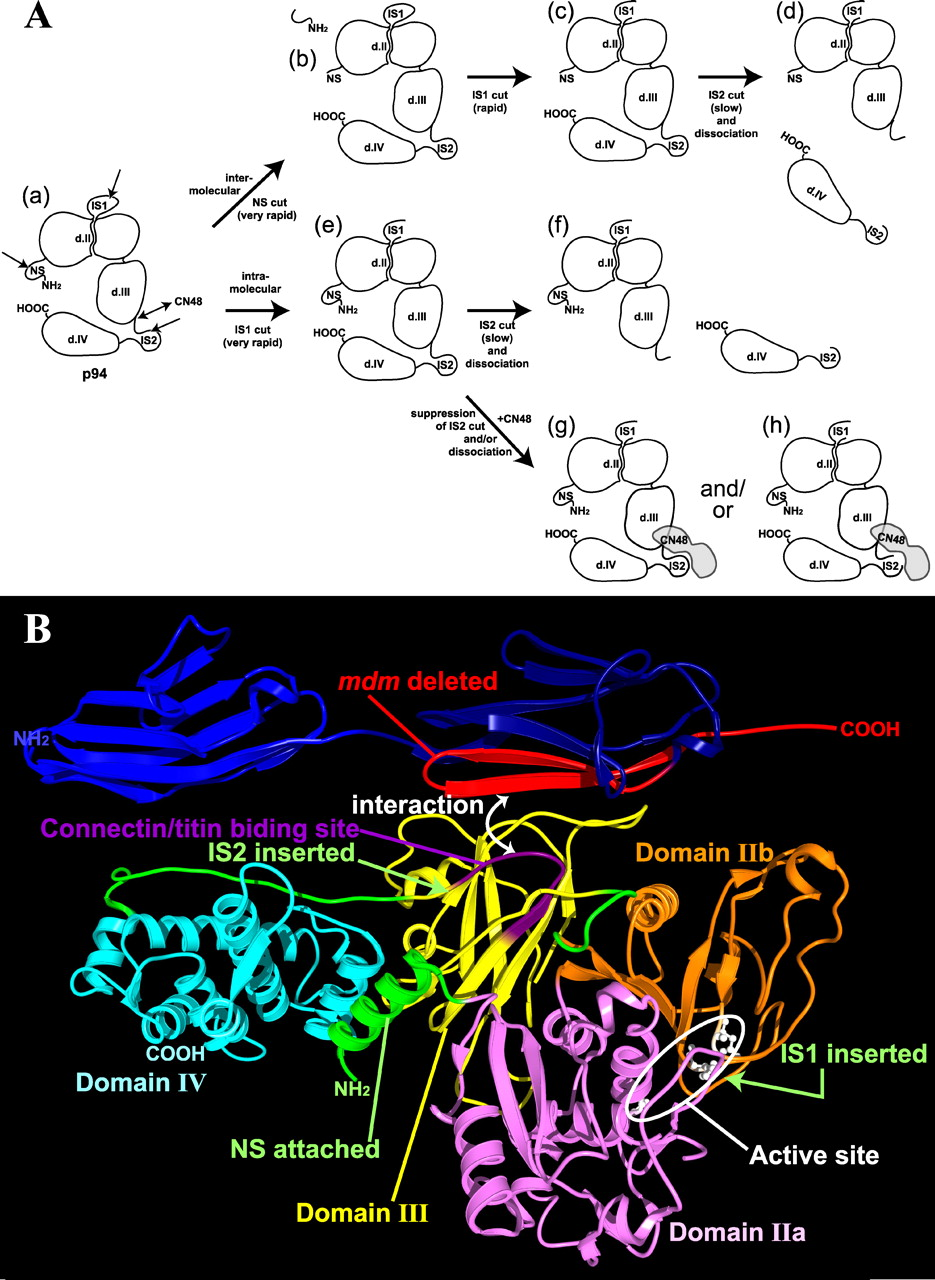 A
(a)
IS1
d.II
NS
NH2
d.III
CN48
HOOC
d.IV
IS2
p94
inter-
molecular
NS cut
(very rapid)
intra-
molecular
IS1 cut
(very rapid)
NH2
(b)
IS1
d.II
NS
d.III
HOOC
d.IV
IS2
IS1 cut
(rapid)
(c)
IS1
d.II
NS
d.III
HOOC
d.IV
IS2
IS2 cut
(slow)
and
dissociation
(d)
IS1
d.II
NS
d.III
HOOC
d.IV
IS2
(e)
IS1
d.II
NS
NH2
d.III
HOOC
d.IV
IS2
IS2 cut
(slow)
and
dissociation
(f)
IS1
d.II
NS
NH2
d.III
HOOC
d.IV
IS2
suppression
of IS2 cut
and/or
dissociation
+CN48
(g)
IS1
d.II
NS
NH2
d.III
CN48
HOOC
d.IV
IS2
and/
or
(h)
IS1
d.II
NS
NH2
d.III
CN48
HOOC
d.IV
IS2
B
mdm deleted
NH2
COOH
interaction
Connectin/titin biding site
IS2 inserted
Domain IIb
COOH
Domain IV
NH2
IS1 inserted
NS attached
Active site
Domain III
Domain IIa